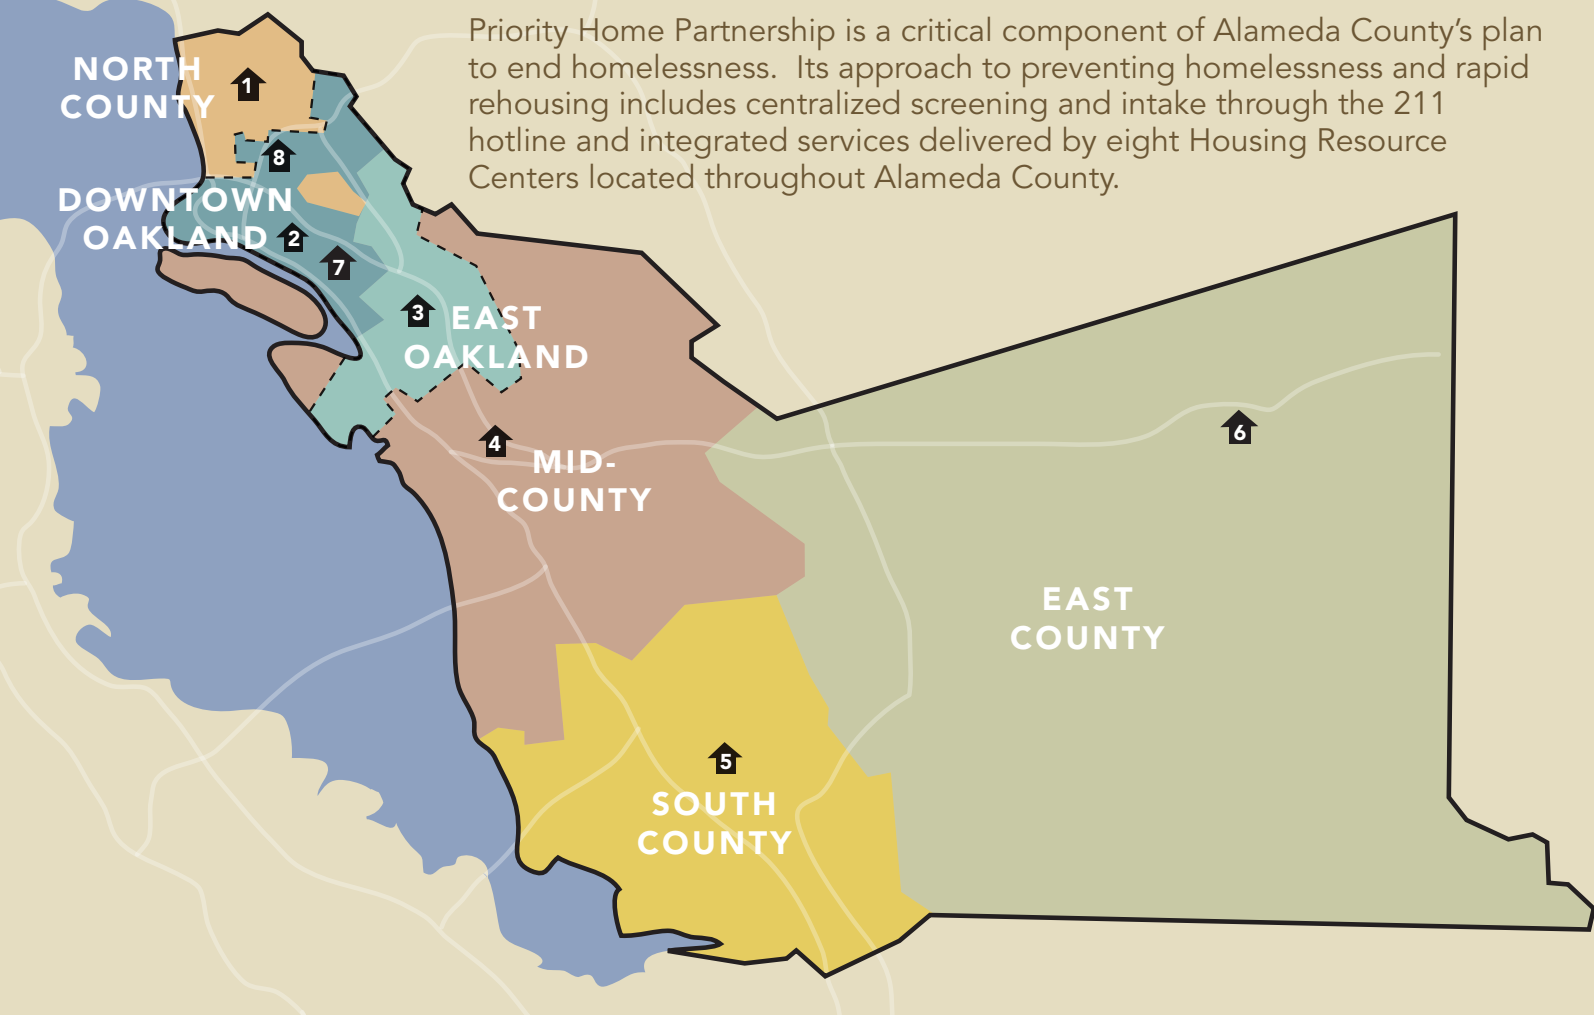 Priority Home Partnership is a critical component of Alameda County’s plan
to end homelessness.  Its approach to preventing homelessness and rapid
rehousing includes centralized screening and intake through the 211
hotline and integrated services delivered by eight Housing Resource
Centers located throughout Alameda County.
NORTH
COUNTY
1
8
DOWNTOWN
OAKLAND
2
7
3
EAST
OAKLAND
4
MID-
COUNTY
6
EAST
COUNTY
5
SOUTH
COUNTY